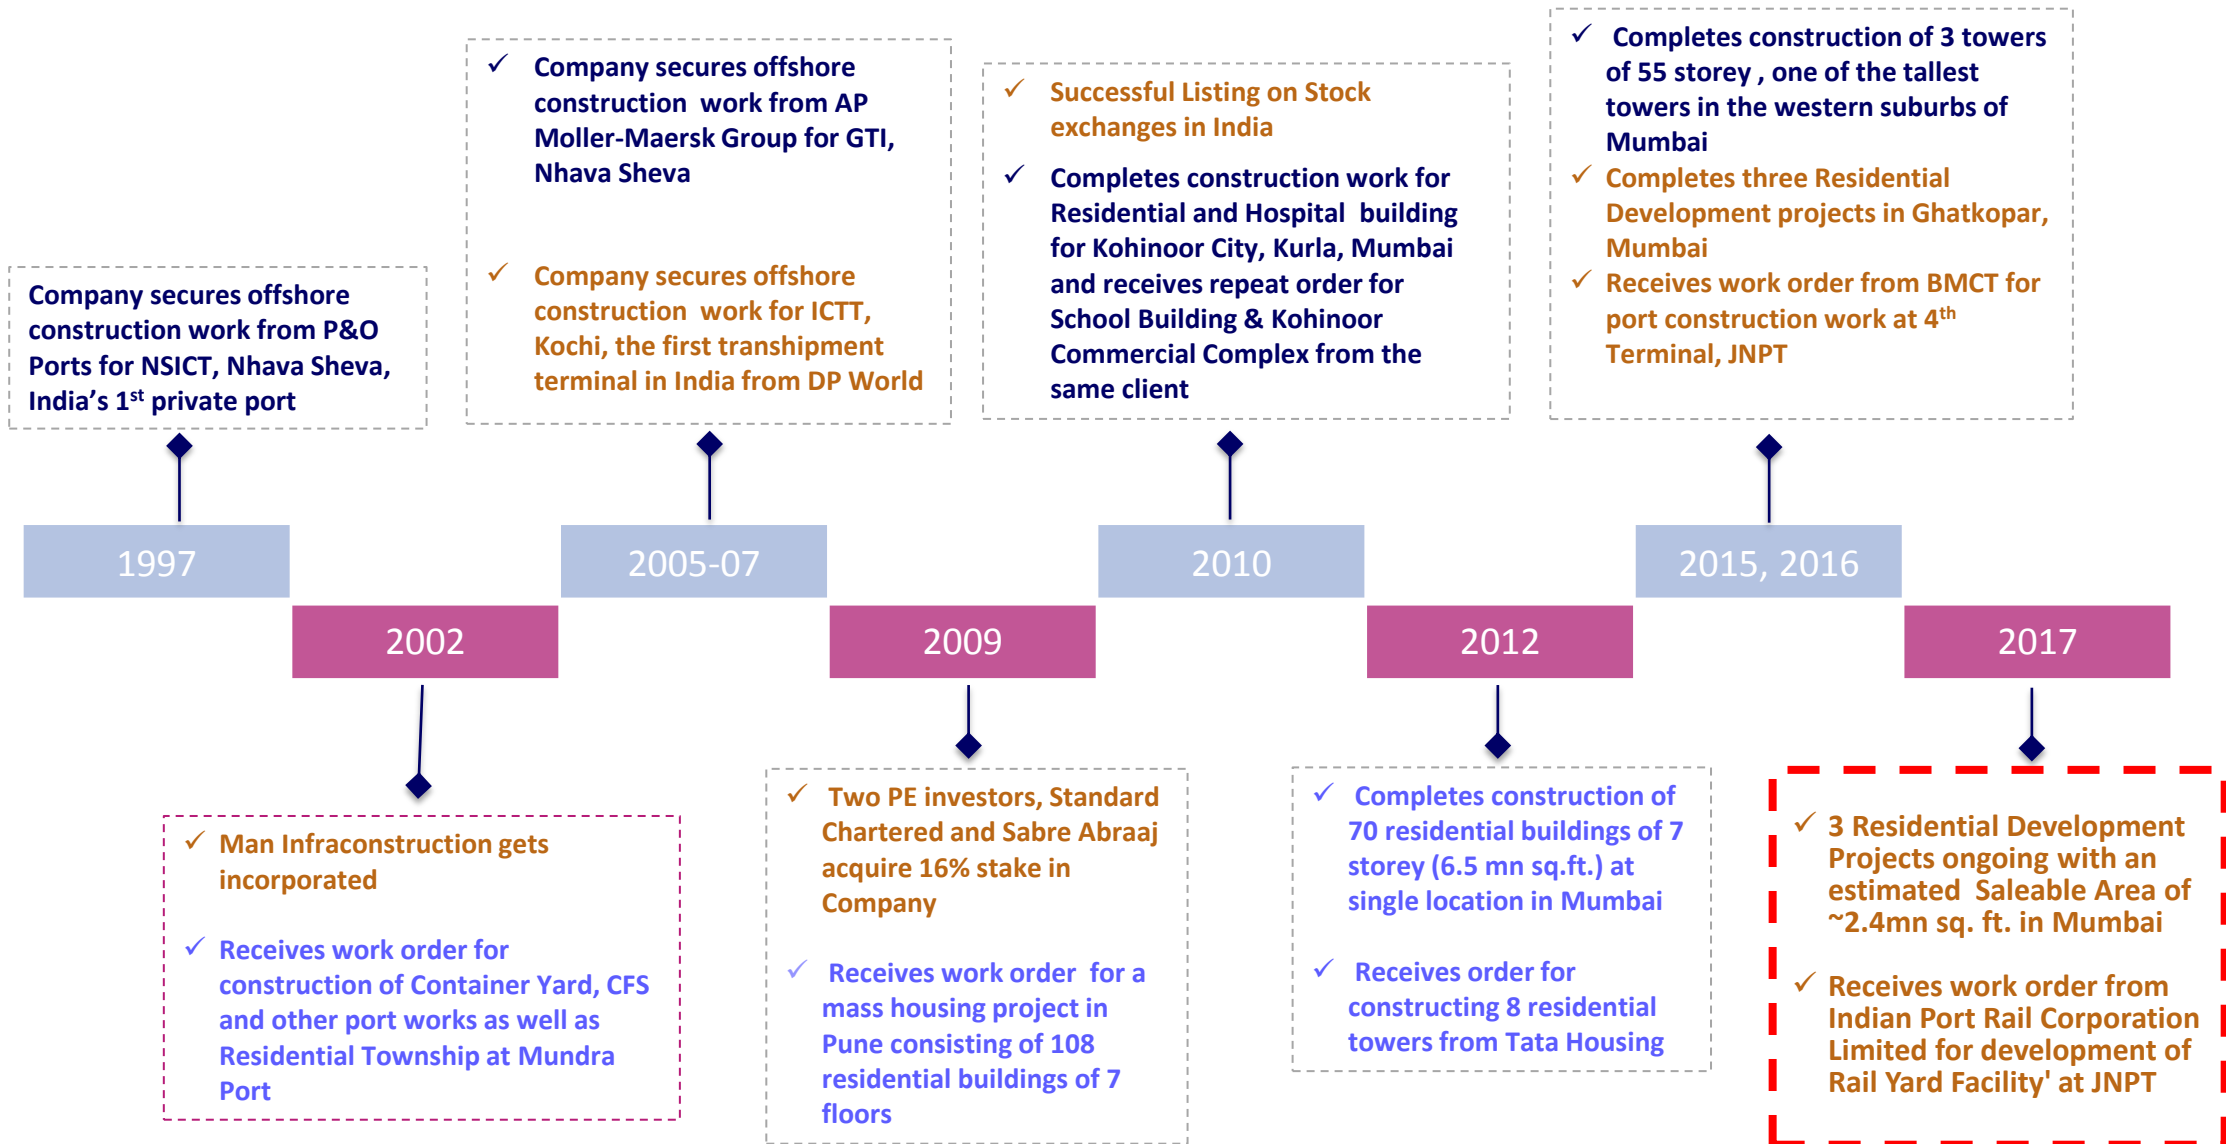 Company secures offshore
construction work from P&O
Ports for NSICT, Nhava Sheva,
India's 1st private port
✓ Company secures offshore
construction work from AP
Moller-Maersk Group for GTI,
Nhava Sheva
✓ Company secures offshore
construction work for ICTT,
Kochi, the first transhipment
terminal in India from DP World
✓ Successful Listing on Stock
exchanges in India
✓ Completes construction work for
Residential and Hospital building
for Kohinoor City, Kurla, Mumbai
and receives repeat order for
School Building & Kohinoor
Commercial Complex from the
same client
✓ Completes construction of 3 towers
of 55 storey , one of the tallest
towers in the western suburbs of
Mumbai
✓ Completes three Residential
Development projects in Ghatkopar,
Mumbai
✓ Receives work order from BMCT for
port construction work at 4th
Terminal, JNPT
1997
2005-07
2010
2015, 2016
2002
2009
2012
2017
✓ Man Infraconstruction gets
incorporated
✓ Receives work order for
construction of Container Yard, CFS
and other port works as well as
Residential Township at Mundra
Port
✓ Two PE investors, Standard
Chartered and Sabre Abraaj
acquire 16% stake in
Company
✓ Receives work order for a
mass housing project in
Pune consisting of 108
residential buildings of 7
floors
✓ Completes construction of
70 residential buildings of 7
storey (6.5 mn sq.ft.) at
single location in Mumbai
✓ Receives order for
constructing 8 residential
towers from Tata Housing
✓ 3 Residential Development
Projects ongoing with an
estimated Saleable Area of
~2.4mn sq. ft. in Mumbai
✓ Receives work order from
Indian Port Rail Corporation
Limited for development of
Rail Yard Facility' at JNPT